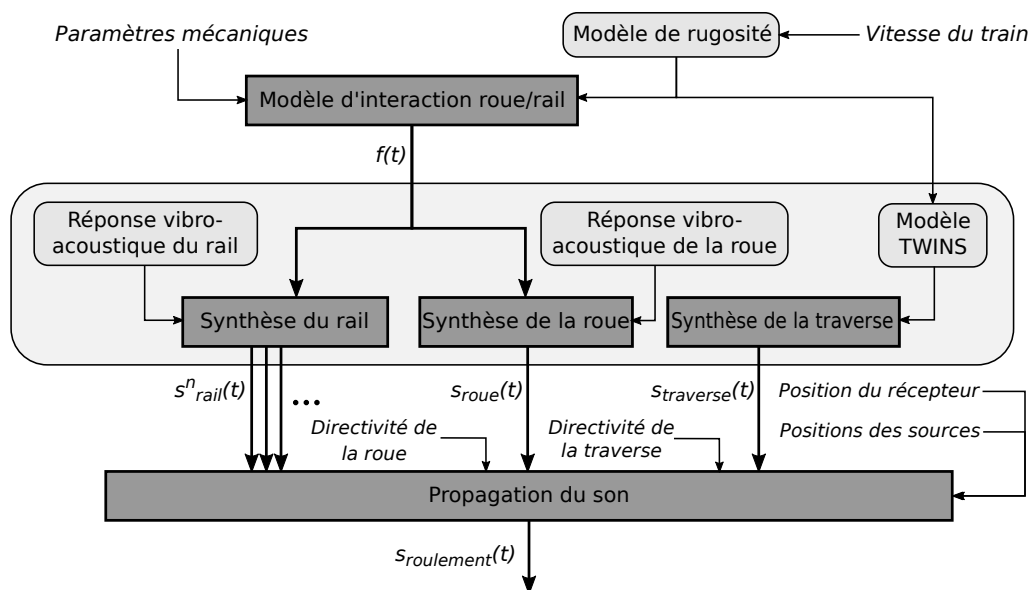 Paramètres mécaniques
Modèle de rugosité
Vitesse du train
Modèle d'interaction roue/rail
f(t)
Réponse vibro-
acoustique du rail
Réponse vibro-
acoustique de la roue
Modèle
TWINS
Synthèse du rail
Synthèse de la roue
Synthèse de la traverse
s^n_rail(t)
...
s_roue(t)
s_traverse(t)
Position du récepteur
Directivité de
la roue
Directivité de
la traverse
Positions des sources
Propagation du son
s_roulement(t)